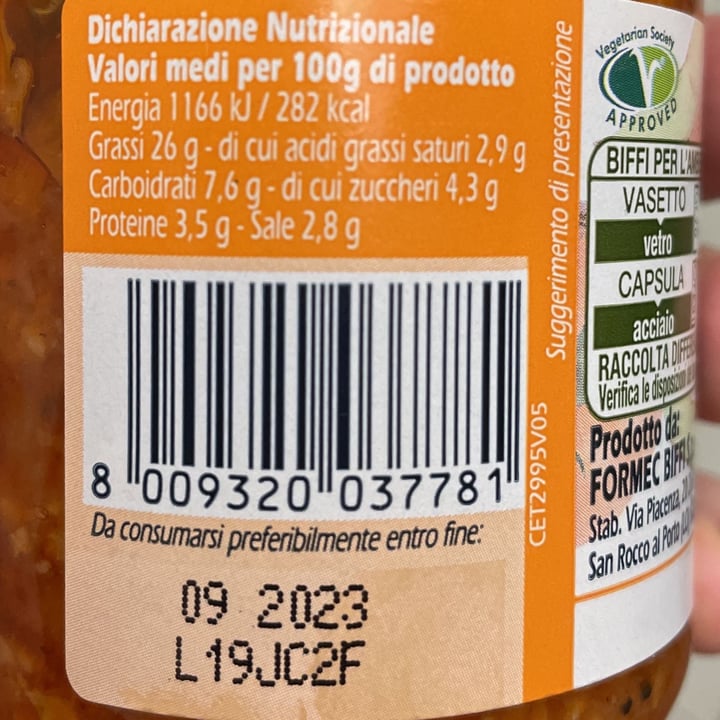 Dichiarazione Nutrizionale
Valori medi per 100g di prodotto
Energia 1166 kJ / 282 kcal
Grassi 26 g - di cui acidi grassi saturi 2,9 g
Carboidrati 7,6 g - di cui zuccheri 4,3 g
Proteine 3,5 g - Sale 2,8 g
8 009320 037781
Da consumarsi preferibilmente entro fine:
09 2023
L19JC2F
Suggerimento di presentazione
CET2995V05
Vegetarian Society
APPROVED
BIFFI PER
VASETTO
vetro
CAPSULA
acciaio
RACCOLTA
Verifica le disposizioni
Prodotto da:
FORMEC BIFFI
Stab. Via Piacenza,
San Rocco al Porto